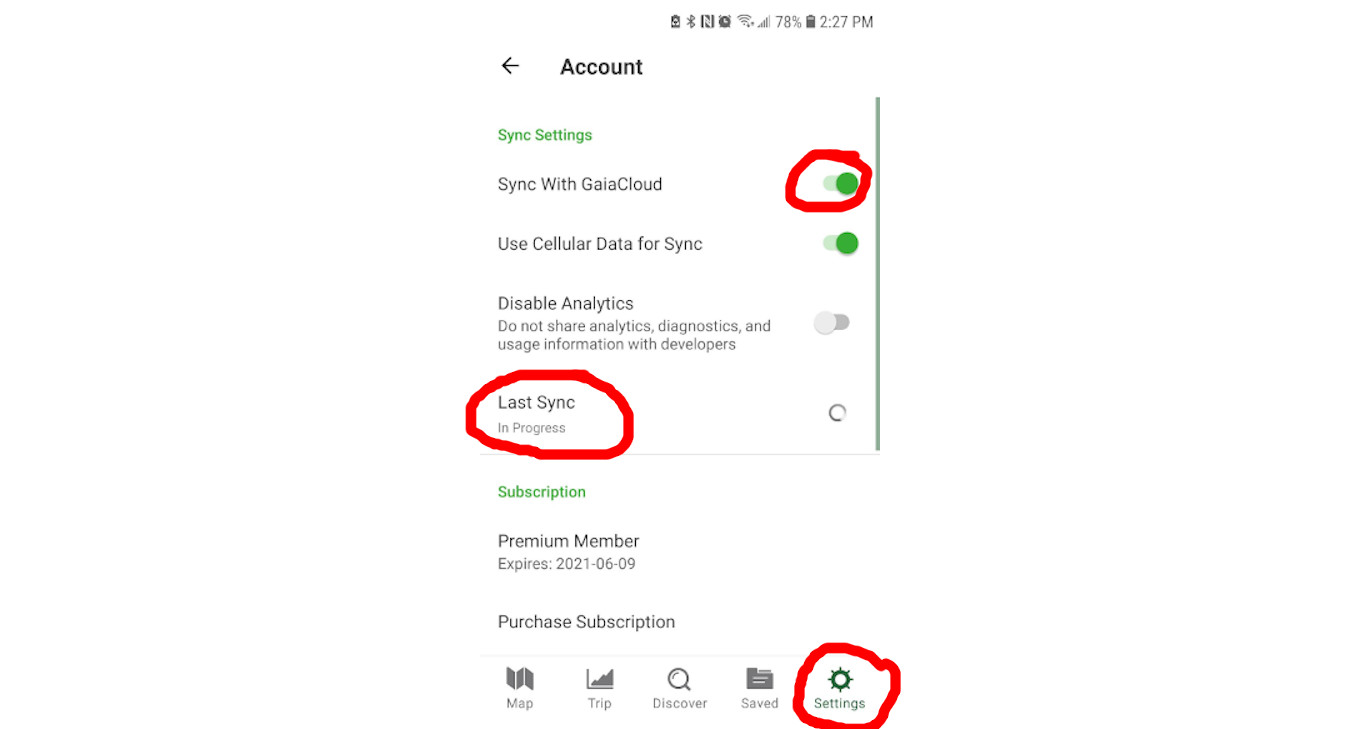 78% 2:27 PM
Account
Sync Settings
Sync With GaiaCloud
Use Cellular Data for Sync
Disable Analytics
Do not share analytics, diagnostics, and
usage information with developers
Last Sync
In Progress
Subscription
Premium Member
Expires: 2021-06-09
Purchase Subscription
Map Trip Discover Saved Settings